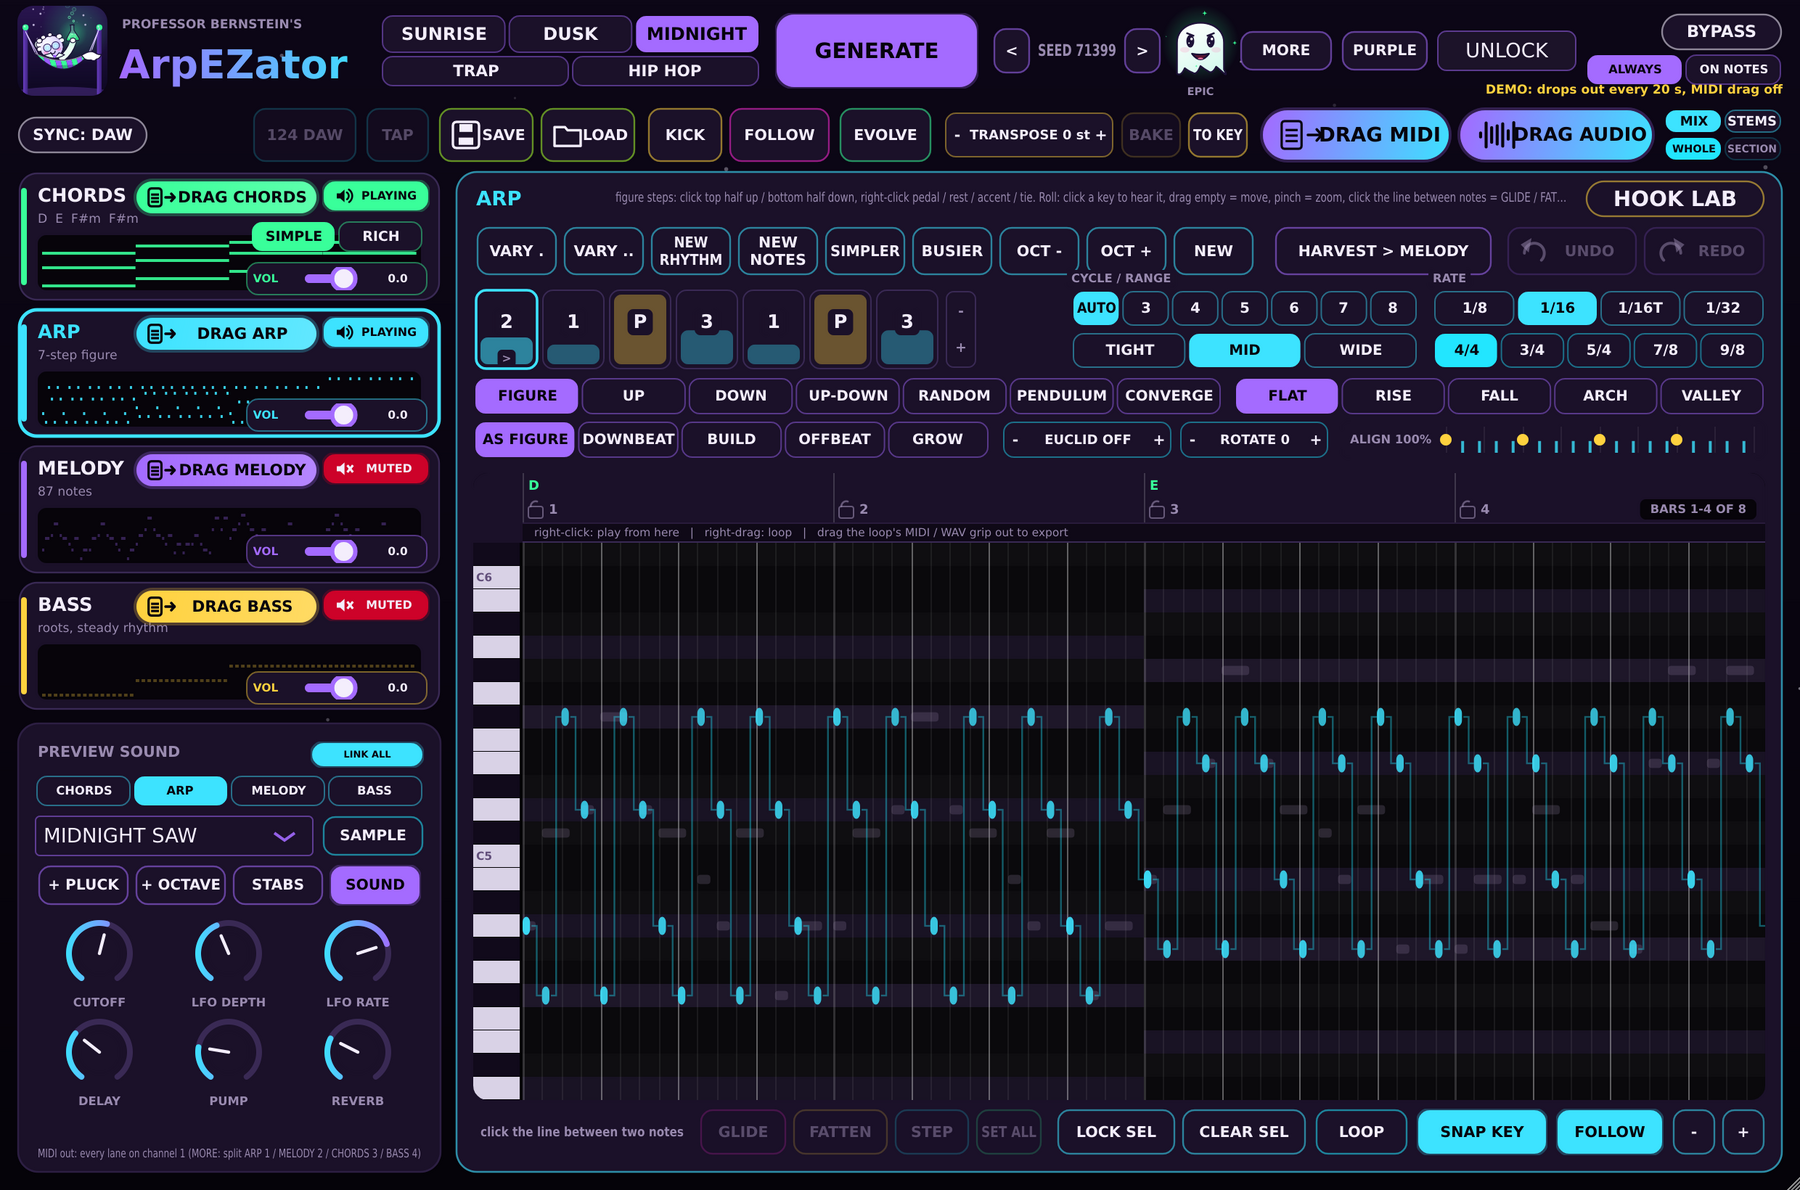 PROFESSOR BERNSTEIN'S
ArpEZator
SUNRISE DUSK MIDNIGHT
TRAP HIP HOP
GENERATE
< SEED 71399 >
EPIC
MORE PURPLE UNLOCK
BYPASS
ALWAYS ON NOTES
DEMO: drops out every 20 s, MIDI drag off
SYNC: DAW
124 DAW TAP SAVE LOAD KICK FOLLOW EVOLVE
- TRANSPOSE 0 st + BAKE TO KEY
DRAG MIDI DRAG AUDIO
MIX STEMS
WHOLE SECTION
CHORDS DRAG CHORDS PLAYING
D E F#m F#m
SIMPLE RICH
VOL 0.0
ARP DRAG ARP PLAYING
7-step figure
VOL 0.0
MELODY DRAG MELODY MUTED
87 notes
VOL 0.0
BASS DRAG BASS MUTED
roots, steady rhythm
VOL 0.0
PREVIEW SOUND LINK ALL
CHORDS ARP MELODY BASS
MIDNIGHT SAW SAMPLE
+ PLUCK + OCTAVE STABS SOUND
CUTOFF LFO DEPTH LFO RATE
DELAY PUMP REVERB
MIDI out: every lane on channel 1 (MORE: split ARP 1 / MELODY 2 / CHORDS 3 / BASS 4)
ARP
figure steps: click top half up / bottom half down, right-click pedal / rest / accent / tie. Roll: click a key to hear it, drag empty = move, pinch = zoom, click the line between notes = GLIDE / FAT...
HOOK LAB
VARY . VARY .. NEW RHYTHM NEW NOTES SIMPLER BUSIER OCT - OCT + NEW
HARVEST > MELODY UNDO REDO
CYCLE / RANGE RATE
2 1 P 3 1 P 3 -
> +
AUTO 3 4 5 6 7 8
1/8 1/16 1/16T 1/32
TIGHT MID WIDE
4/4 3/4 5/4 7/8 9/8
FIGURE UP DOWN UP-DOWN RANDOM PENDULUM CONVERGE
FLAT RISE FALL ARCH VALLEY
AS FIGURE DOWNBEAT BUILD OFFBEAT GROW
- EUCLID OFF + - ROTATE 0 + ALIGN 100%
D E
1 2 3 4 BARS 1-4 OF 8
right-click: play from here | right-drag: loop | drag the loop's MIDI / WAV grip out to export
C6
C5
click the line between two notes
GLIDE FATTEN STEP SET ALL
LOCK SEL CLEAR SEL LOOP SNAP KEY FOLLOW - +